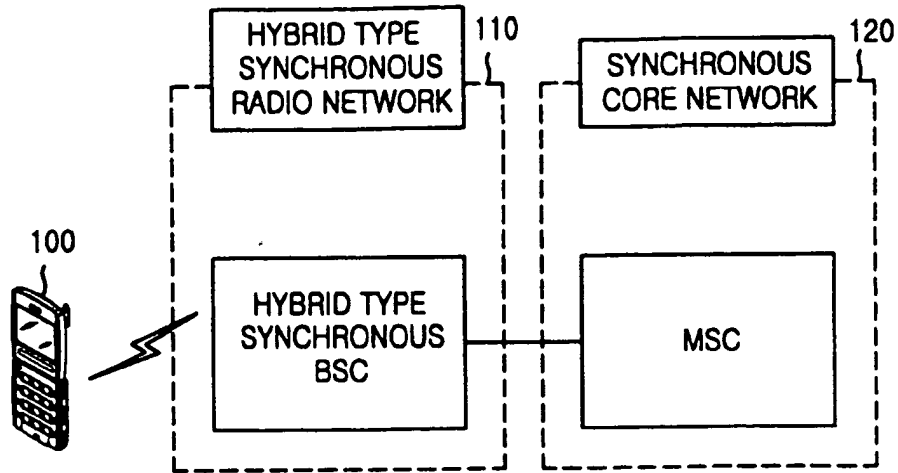 HYBRID TYPE
SYNCHRONOUS
RADIO NETWORK
110
SYNCHRONOUS
CORE NETWORK
120
100
HYBRID TYPE
SYNCHRONOUS
BSC
MSC